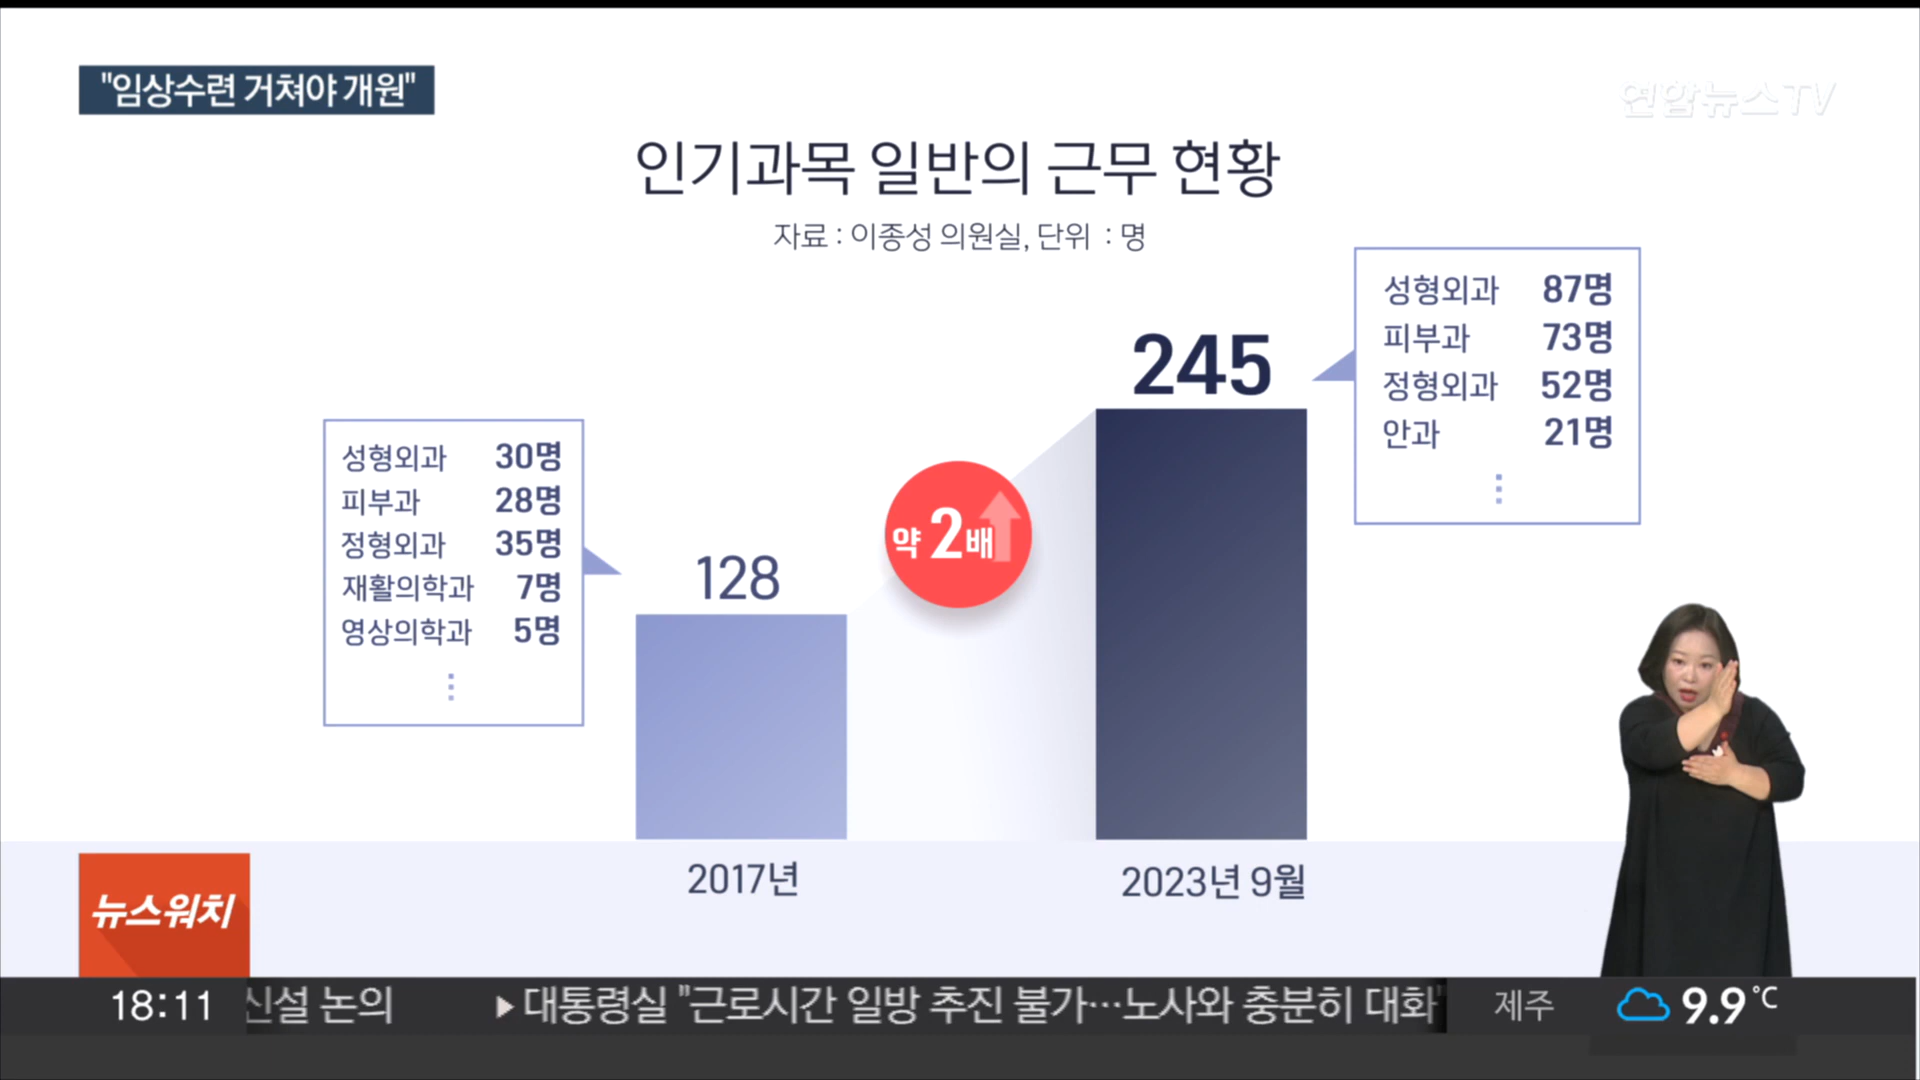 "임상수련 거쳐야 개원"
연합뉴스TV
인기과목 일반의 근무 현황
자료 : 이종성 의원실, 단위 : 명
성형외과 30명
피부과 28명
정형외과 35명
재활의학과 7명
영상의학과 5명
⋮
128
약 2배
245
성형외과 87명
피부과 73명
정형외과 52명
안과 21명
⋮
2017년
2023년 9월
뉴스워치
18:11 신설 논의 ▶대통령실 "근로시간 일방 추진 불가…노사와 충분히 대화" 제주 9.9℃